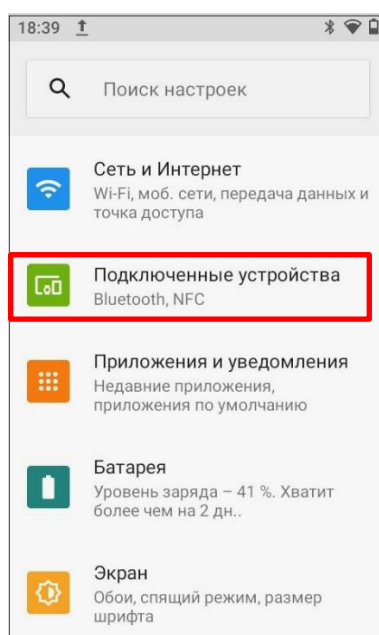 18:39
Поиск настроек
Сеть и Интернет
Wi-Fi, моб. сети, передача данных и
точка доступа
Подключенные устройства
Bluetooth, NFC
Приложения и уведомления
Недавние приложения,
приложения по умолчанию
Батарея
Уровень заряда – 41 %. Хватит
более чем на 2 дн..
Экран
Обои, спящий режим, размер
шрифта